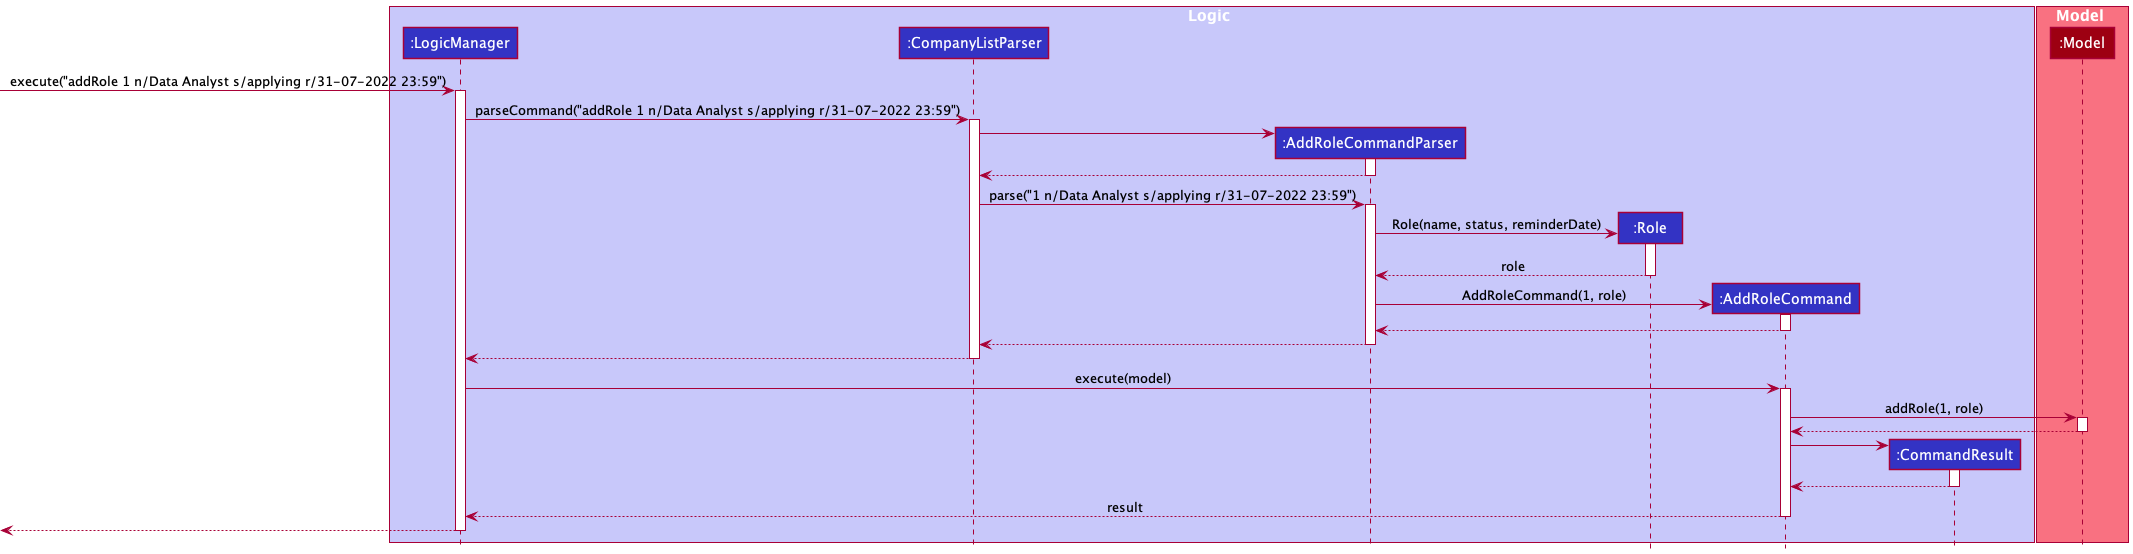 Logic
Model
:LogicManager
:CompanyListParser
:Model
execute("addRole 1 n/Data Analyst s/applying r/31-07-2022 23:59")
parseCommand("addRole 1 n/Data Analyst s/applying r/31-07-2022 23:59")
:AddRoleCommandParser
parse("1 n/Data Analyst s/applying r/31-07-2022 23:59")
Role(name, status, reminderDate)
:Role
role
AddRoleCommand(1, role)
:AddRoleCommand
execute(model)
addRole(1, role)
:CommandResult
result